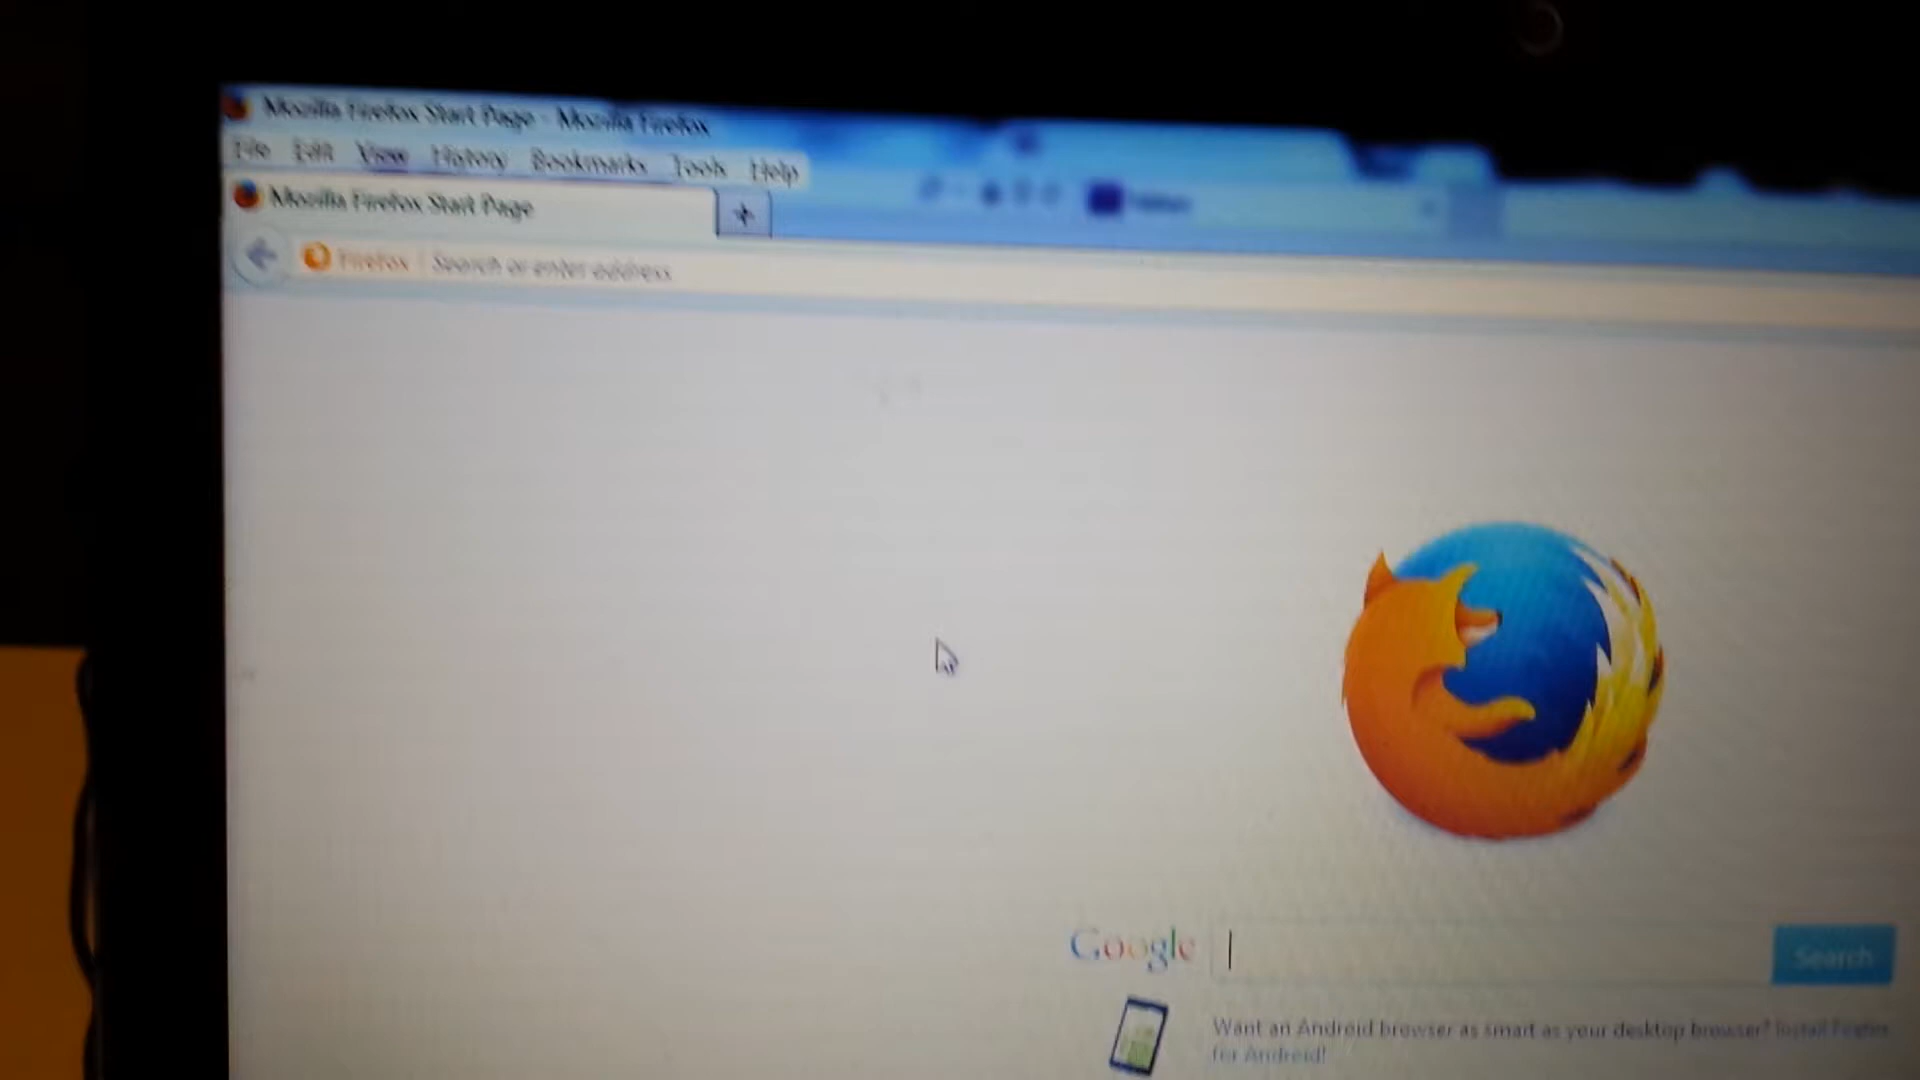 Mozilla Firefox Start Page - Mozilla Firefox
File Edit View History Bookmarks Tools Help
Mozilla Firefox Start Page
Firefox Search or enter address
Google
Search
Want an Android browser as smart as your desktop browser? Install Firefox
for Android!